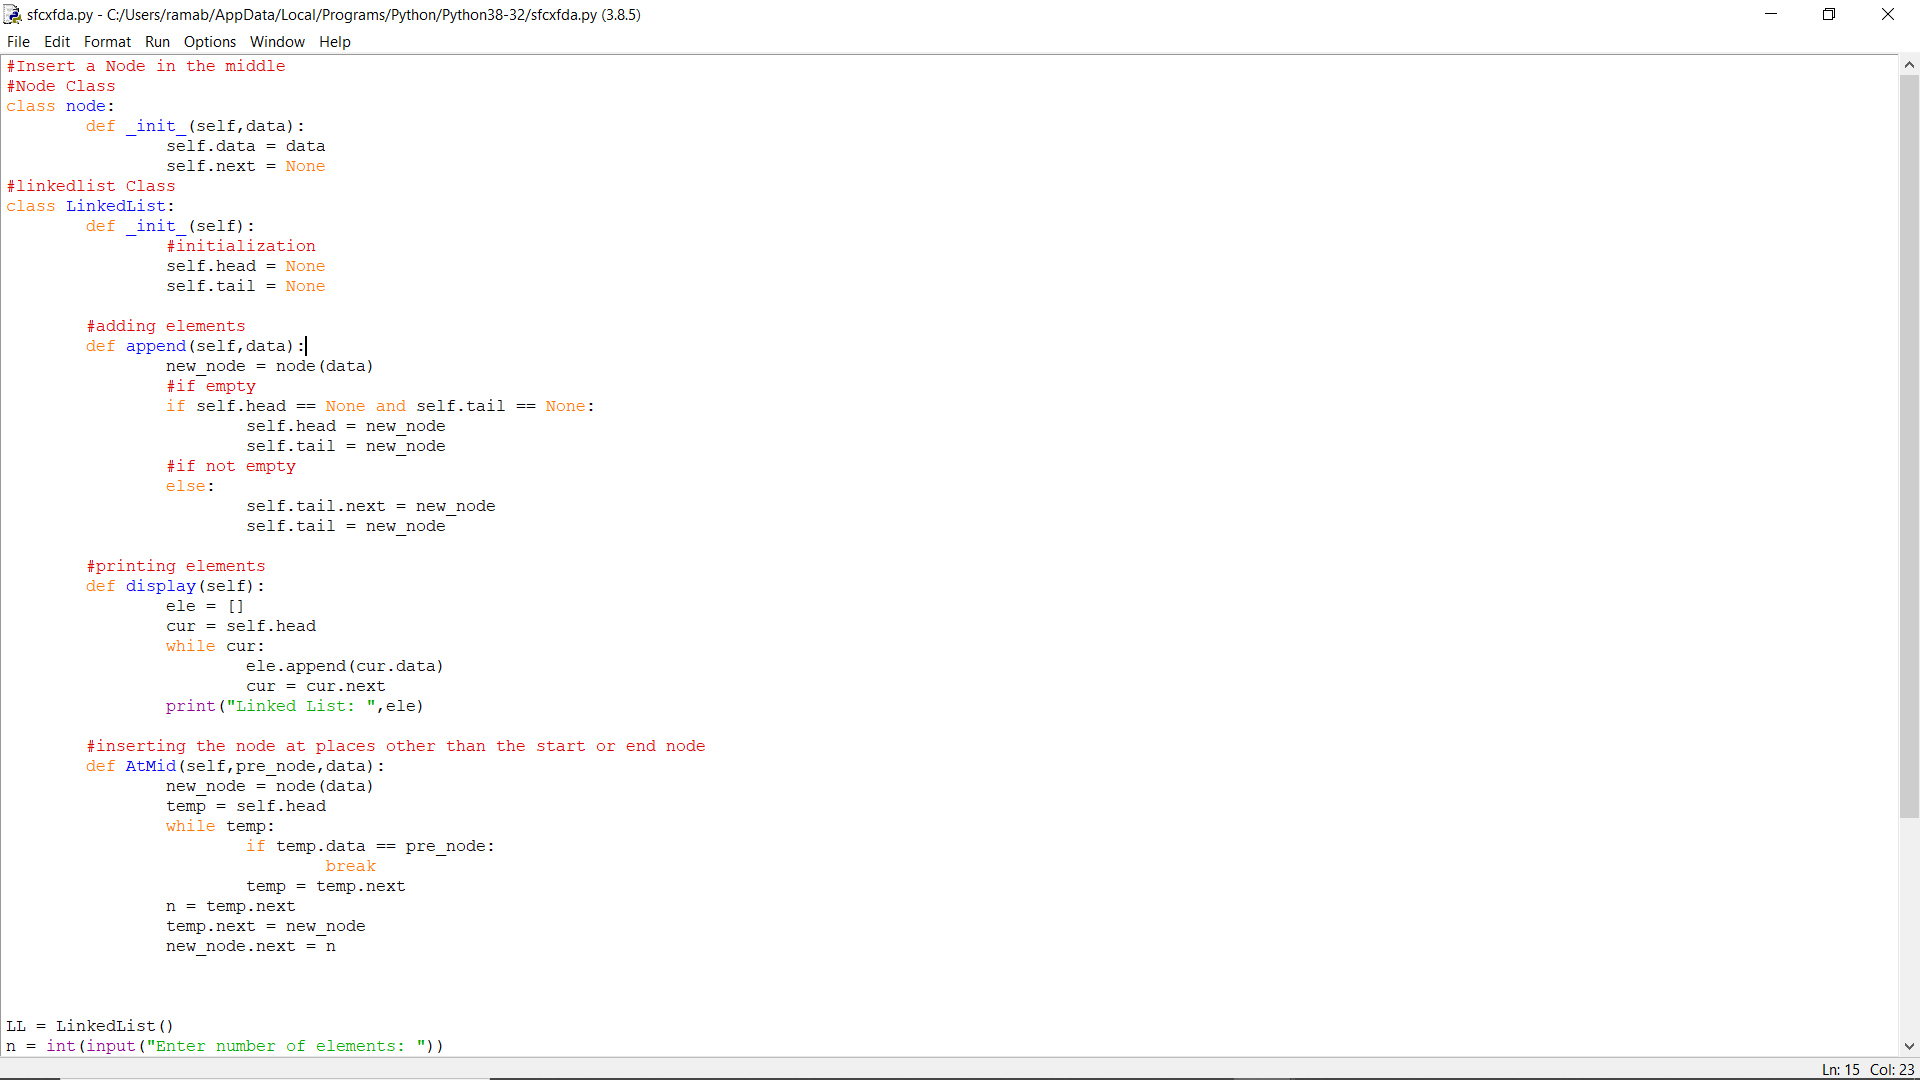 sfcxfda.py - C:/Users/ramab/AppData/Local/Programs/Python/Python38-32/sfcxfda.py (3.8.5)
File Edit Format Run Options Window Help
#Insert a Node in the middle
#Node Class
class node:
        def _init_(self,data):
                self.data = data
                self.next = None
#linkedlist Class
class LinkedList:
        def _init_(self):
                #initialization
                self.head = None
                self.tail = None

        #adding elements
        def append(self,data):
                new_node = node(data)
                #if empty
                if self.head == None and self.tail == None:
                        self.head = new_node
                        self.tail = new_node
                #if not empty
                else:
                        self.tail.next = new_node
                        self.tail = new_node

        #printing elements
        def display(self):
                ele = []
                cur = self.head
                while cur:
                        ele.append(cur.data)
                        cur = cur.next
                print("Linked List: ",ele)

        #inserting the node at places other than the start or end node
        def AtMid(self,pre_node,data):
                new_node = node(data)
                temp = self.head
                while temp:
                        if temp.data == pre_node:
                                break
                        temp = temp.next
                n = temp.next
                temp.next = new_node
                new_node.next = n

LL = LinkedList()
n = int(input("Enter number of elements: "))
Ln: 15 Col: 23